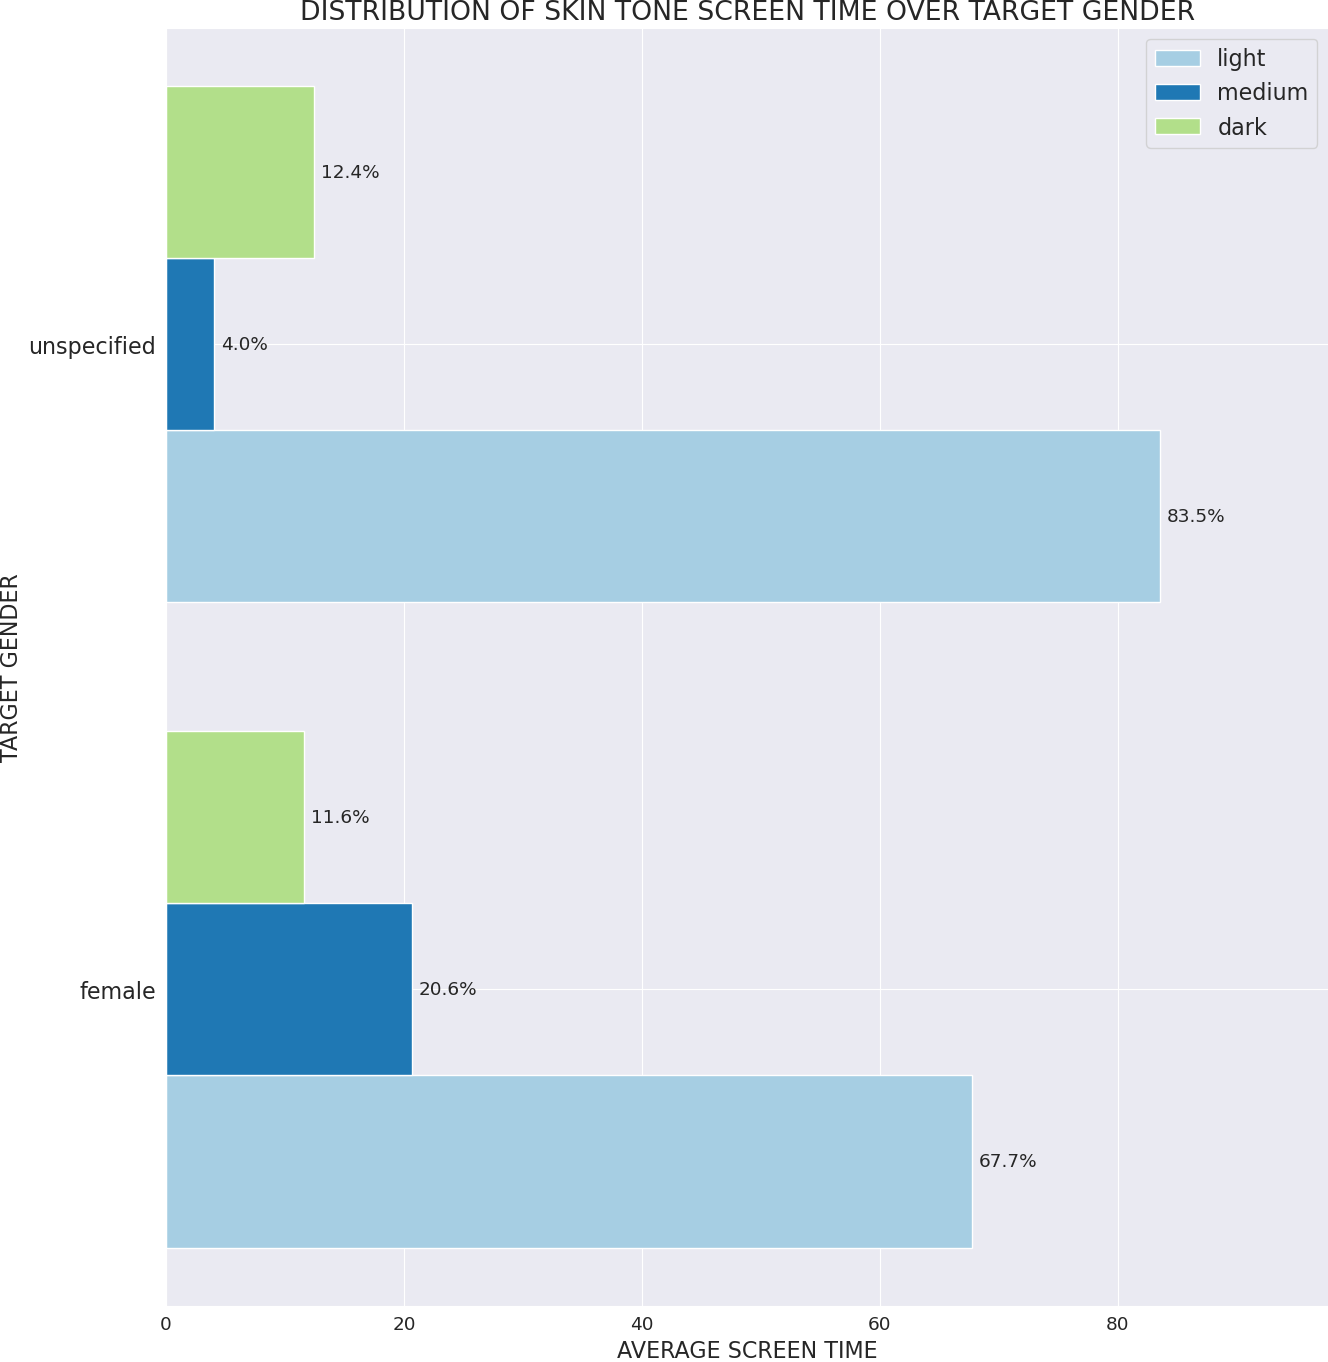 DISTRIBUTION OF SKIN TONE SCREEN TIME OVER TARGET GENDER
light
medium
dark
12.4%
unspecified
4.0%
83.5%
TARGET GENDER
11.6%
female
20.6%
67.7%
0 20 40 60 80
AVERAGE SCREEN TIME